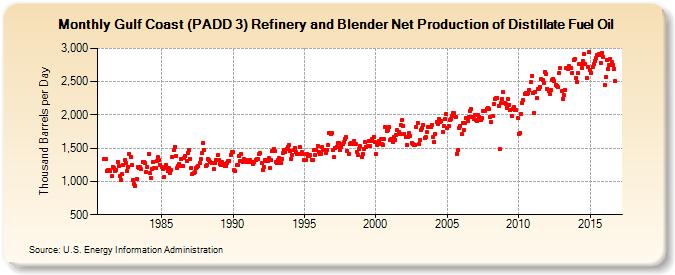 Monthly Gulf Coast (PADD 3) Refinery and Blender Net Production of Distillate Fuel Oil
Thousand Barrels per Day
3,000
2,500
2,000
1,500
1,000
500
1985 1990 1995 2000 2005 2010 2015
Source: U.S. Energy Information Administration